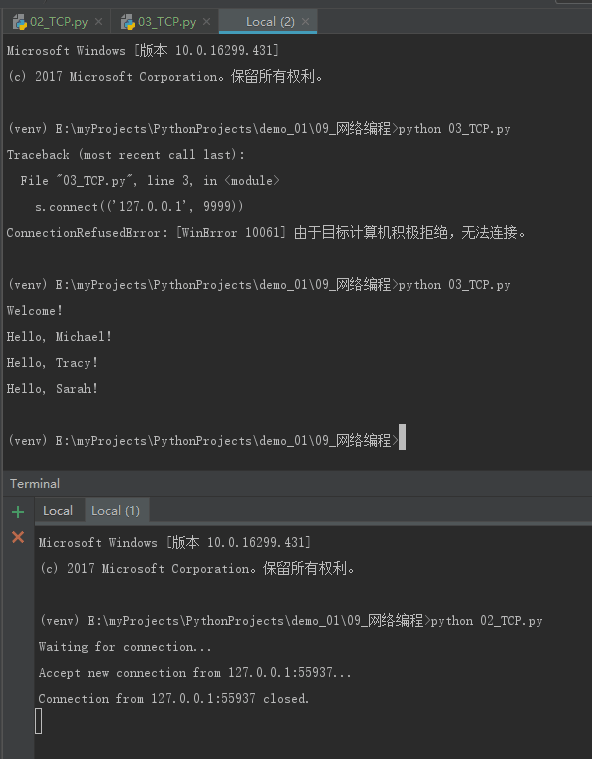 02_TCP.py
03_TCP.py
Local (2)
Microsoft Windows [版本 10.0.16299.431]
(c) 2017 Microsoft Corporation。保留所有权利。
(venv) E:\myProjects\PythonProjects\demo_01\09_网络编程>python 03_TCP.py
Traceback (most recent call last):
File "03_TCP.py", line 3, in <module>
s.connect(('127.0.0.1', 9999))
ConnectionRefusedError: [WinError 10061] 由于目标计算机积极拒绝，无法连接。
(venv) E:\myProjects\PythonProjects\demo_01\09_网络编程>python 03_TCP.py
Welcome!
Hello, Michael!
Hello, Tracy!
Hello, Sarah!
(venv) E:\myProjects\PythonProjects\demo_01\09_网络编程>
Terminal
Local
Local (1)
Microsoft Windows [版本 10.0.16299.431]
(c) 2017 Microsoft Corporation。保留所有权利。
(venv) E:\myProjects\PythonProjects\demo_01\09_网络编程>python 02_TCP.py
Waiting for connection...
Accept new connection from 127.0.0.1:55937...
Connection from 127.0.0.1:55937 closed.